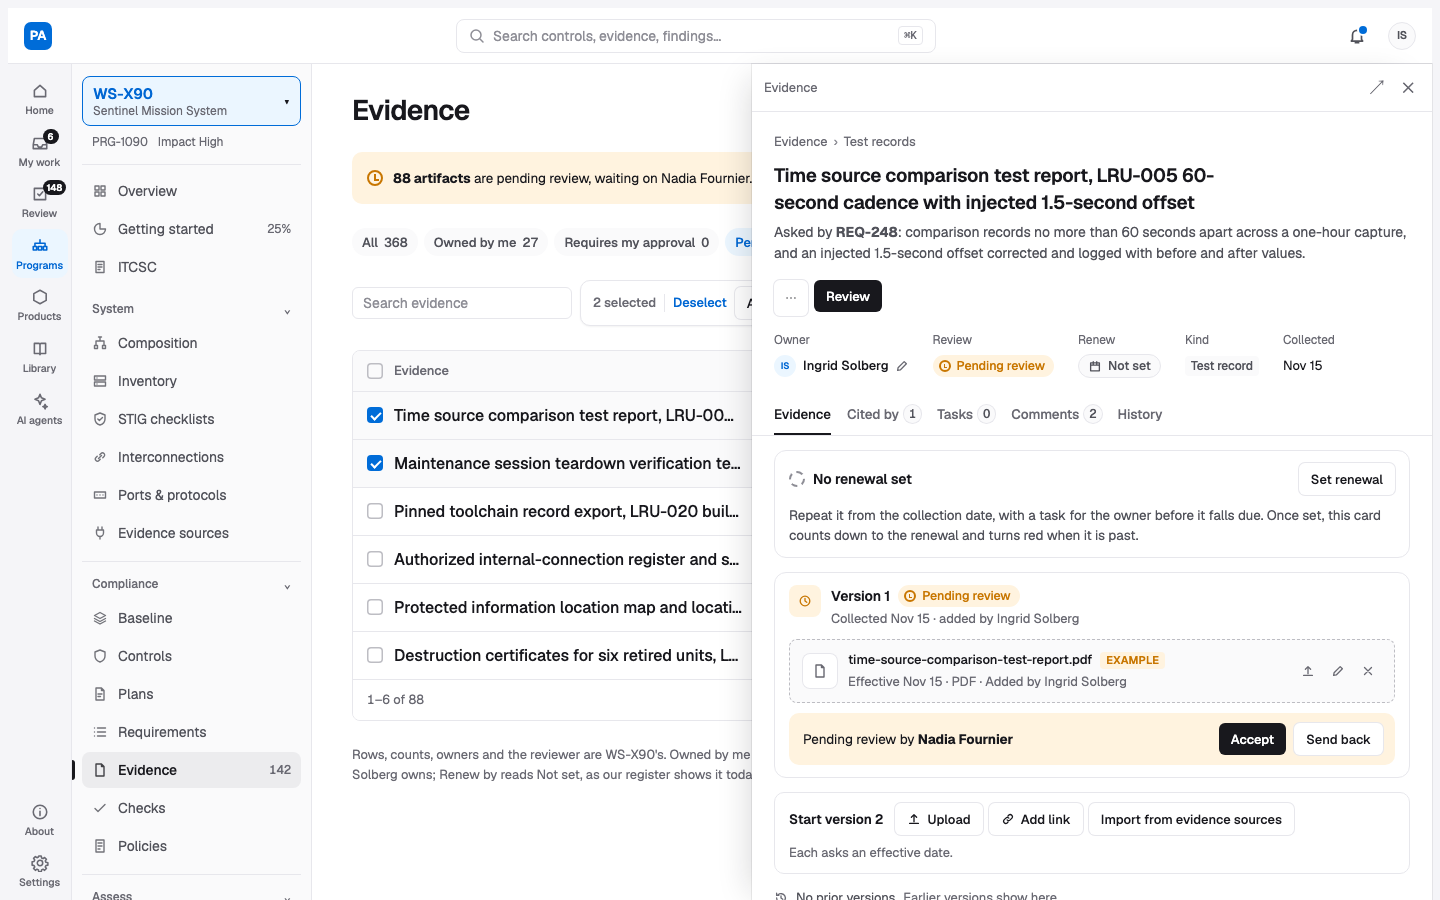 PA
Search controls, evidence, findings...
⌘K
IS
Home
6
My work
148
Review
Programs
Products
Library
AI agents
About
Settings
WS-X90
Sentinel Mission System
PRG-1090 Impact High
Overview
Getting started 25%
ITCSC
System
Composition
Inventory
STIG checklists
Interconnections
Ports & protocols
Evidence sources
Compliance
Baseline
Controls
Plans
Requirements
Evidence 142
Checks
Policies
Assess
Evidence
88 artifacts are pending review, waiting on Nadia Fournier.
All 368 Owned by me 27 Requires my approval 0 Pe
Search evidence
2 selected Deselect A
Evidence
Time source comparison test report, LRU-00...
Maintenance session teardown verification te...
Pinned toolchain record export, LRU-020 buil...
Authorized internal-connection register and s...
Protected information location map and locati...
Destruction certificates for six retired units, L...
1–6 of 88
Rows, counts, owners and the reviewer are WS-X90's. Owned by me
Solberg owns; Renew by reads Not set, as our register shows it toda
Evidence
Evidence › Test records
Time source comparison test report, LRU-005 60-
second cadence with injected 1.5-second offset
Asked by REQ-248: comparison records no more than 60 seconds apart across a one-hour capture,
and an injected 1.5-second offset corrected and logged with before and after values.
... Review
Owner Review Renew Kind Collected
IS Ingrid Solberg Pending review Not set Test record Nov 15
Evidence Cited by 1 Tasks 0 Comments 2 History
No renewal set Set renewal
Repeat it from the collection date, with a task for the owner before it falls due. Once set, this card
counts down to the renewal and turns red when it is past.
Version 1 Pending review
Collected Nov 15 · added by Ingrid Solberg
time-source-comparison-test-report.pdf EXAMPLE
Effective Nov 15 · PDF · Added by Ingrid Solberg
Pending review by Nadia Fournier Accept Send back
Start version 2 Upload Add link Import from evidence sources
Each asks an effective date.
No prior versions Earlier versions show here